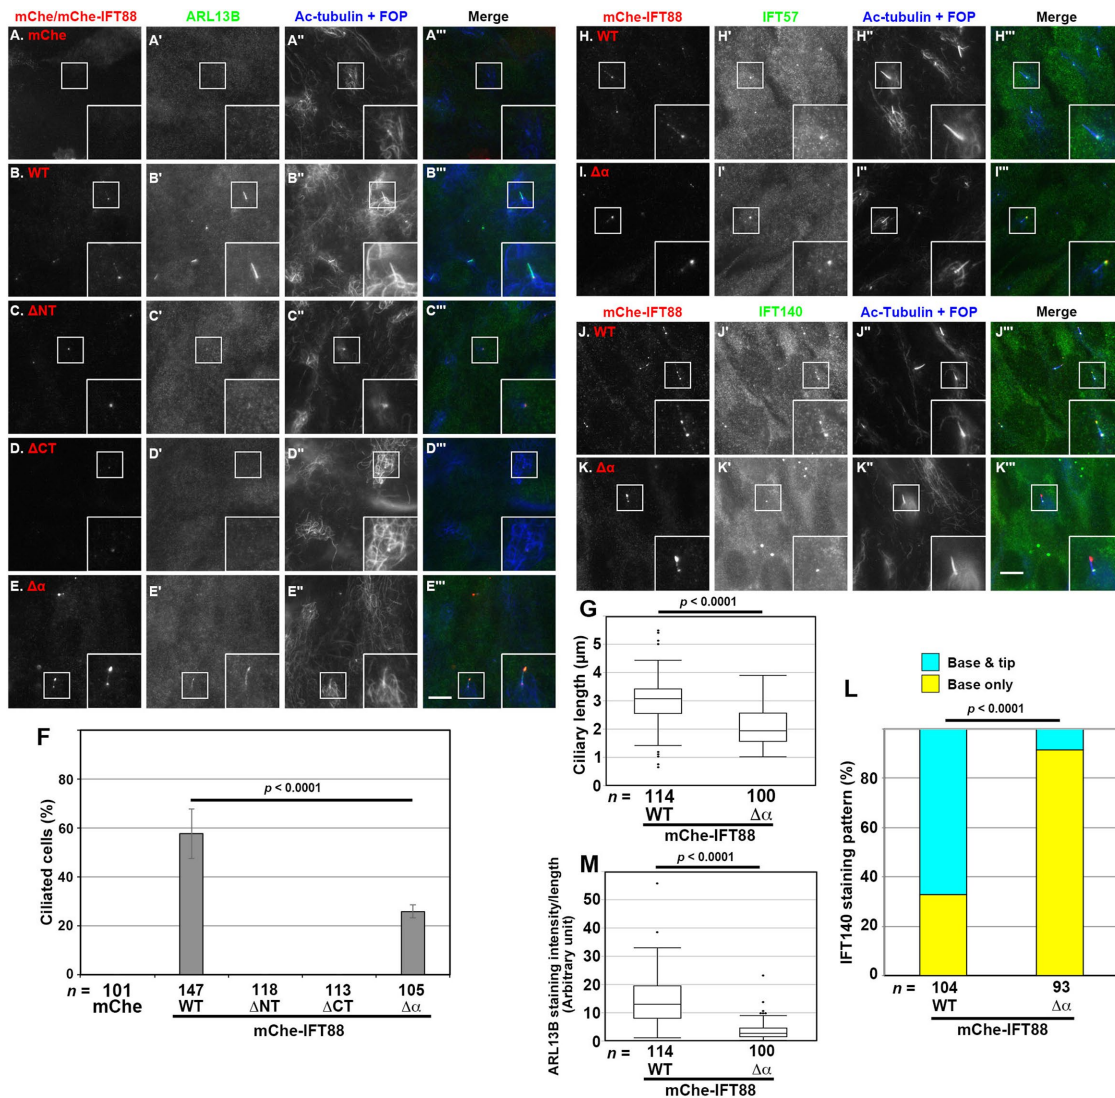 mChe/mChe-IFT88 ARL13B Ac-tubulin + FOP Merge
A. mChe A' A'' A'''
B. WT B' B'' B'''
C. ΔNT C' C'' C'''
D. ΔCT D' D'' D'''
E. Δα E' E'' E'''
mChe-IFT88 IFT57 Ac-tubulin + FOP Merge
H. WT H' H'' H'''
I. Δα I' I'' I'''
mChe-IFT88 IFT140 Ac-Tubulin + FOP Merge
J. WT J' J'' J'''
K. Δα K' K'' K'''
F
Ciliated cells (%)
80
60
40
20
0
p < 0.0001
n = 101 147 118 113 105
mChe WT ΔNT ΔCT Δα
mChe-IFT88
G
p < 0.0001
Ciliary length (µm)
5
4
3
2
1
0
n = 114 100
WT Δα
mChe-IFT88
M
p < 0.0001
ARL13B staining intensity/length
(Arbitrary unit)
50
40
30
20
10
0
n = 114 100
WT Δα
mChe-IFT88
L
Base & tip
Base only
p < 0.0001
IFT140 staining pattern (%)
80
60
40
20
0
n = 104 93
WT Δα
mChe-IFT88